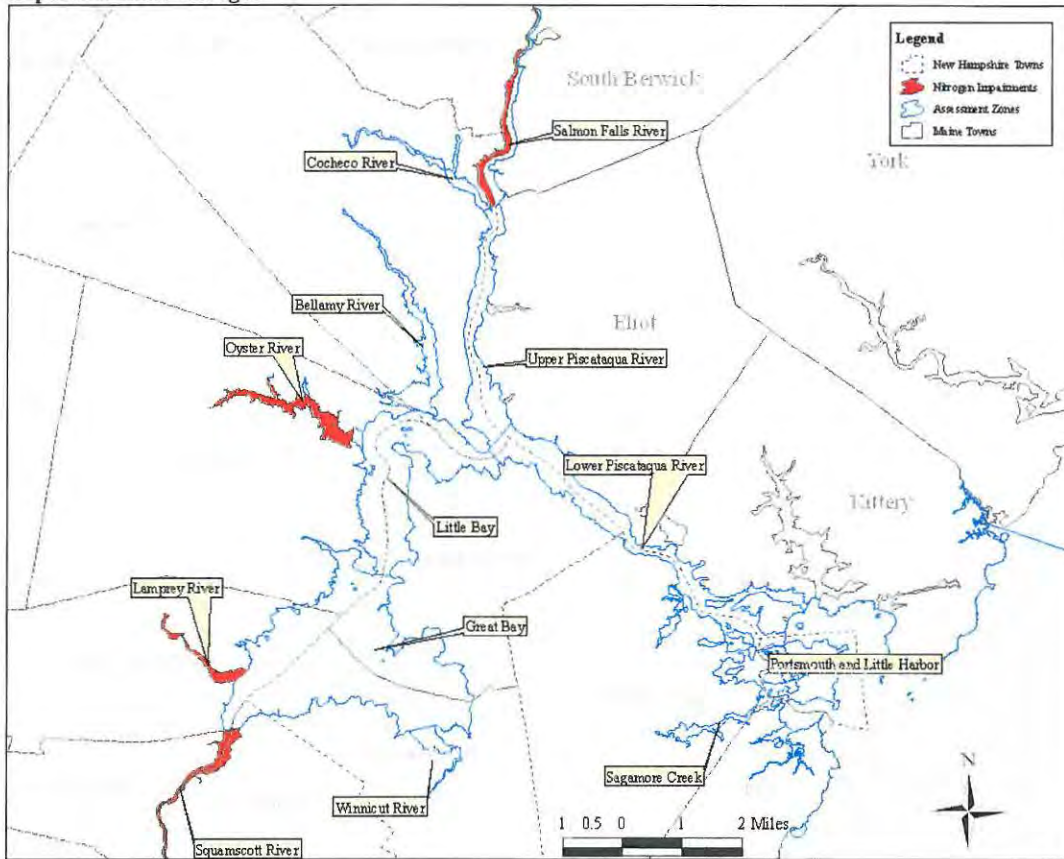 Legend
New Hampshire Towns
Nitrogen Impairments
Assessment Zones
Maine Towns
South Berwick
Salmon Falls River
Cocheco River
York
Bellamy River
Eliot
Oyster River
Upper Piscataqua River
Lower Piscataqua River
Kittery
Little Bay
Lamprey River
Great Bay
Portsmouth and Little Harbor
Sagamore Creek
N
Winnicut River
1 0.5 0 1 2 Miles
Squamscott River